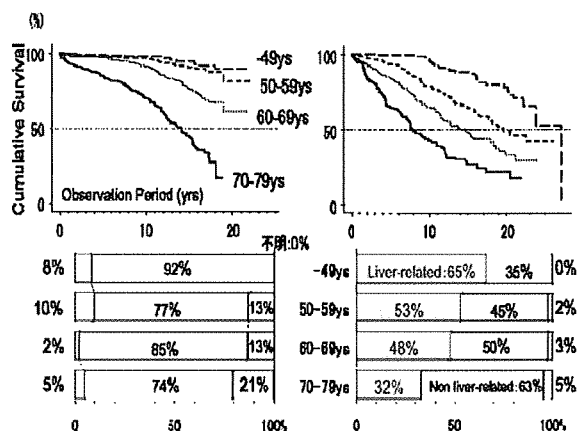 (%)
Cumulative Survival
100
50
0
-49ys
50-59ys
60-69ys
70-79ys
Observation Period (yrs)
0 10 20
100
50
0
0 10 20
不明:0%
8% 92%
10% 77% 13%
2% 85% 13%
5% 74% 21%
0 50 100%
-49ys Liver-related:65% 35% 0%
50-59ys 53% 45% 2%
60-69ys 48% 50% 3%
70-79ys 32% Non liver-related:63% 5%
0 50 100%